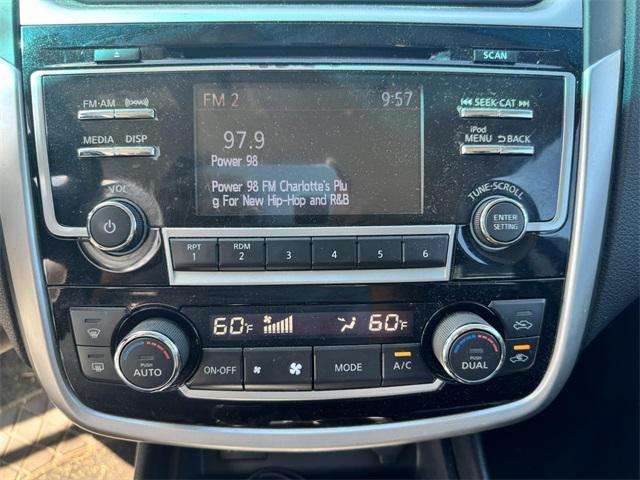 SCAN
FM·AM
SEEK·CAT
MEDIA DISP
iPod
MENU BACK
FM 2 9:57
97.9
Power 98
Power 98 FM Charlotte's Plu
g For New Hip-Hop and R&B
VOL
TUNE·SCROLL
ENTER
SETTING
RPT
1
RDM
2
3
4
5
6
60°F
60°F
PUSH
AUTO
ON·OFF
MODE
A/C
PUSH
DUAL